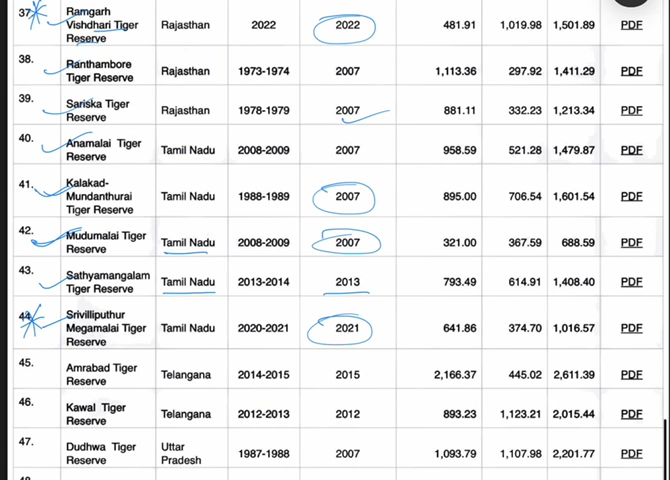 37. Ramgarh Vishdhari Tiger Reserve Rajasthan 2022 2022 481.91 1,019.98 1,501.89 PDF
38. Ranthambore Tiger Reserve Rajasthan 1973-1974 2007 1,113.36 297.92 1,411.29 PDF
39. Sariska Tiger Reserve Rajasthan 1978-1979 2007 881.11 332.23 1,213.34 PDF
40. Anamalai Tiger Reserve Tamil Nadu 2008-2009 2007 958.59 521.28 1,479.87 PDF
41. Kalakad-Mundanthurai Tiger Reserve Tamil Nadu 1988-1989 2007 895.00 706.54 1,601.54 PDF
42. Mudumalai Tiger Reserve Tamil Nadu 2008-2009 2007 321.00 367.59 688.59 PDF
43. Sathyamangalam Tiger Reserve Tamil Nadu 2013-2014 2013 793.49 614.91 1,408.40 PDF
44. Srivilliputhur Megamalai Tiger Reserve Tamil Nadu 2020-2021 2021 641.86 374.70 1,016.57 PDF
45. Amrabad Tiger Reserve Telangana 2014-2015 2015 2,166.37 445.02 2,611.39 PDF
46. Kawal Tiger Reserve Telangana 2012-2013 2012 893.23 1,123.21 2,015.44 PDF
47. Dudhwa Tiger Reserve Uttar Pradesh 1987-1988 2007 1,093.79 1,107.98 2,201.77 PDF